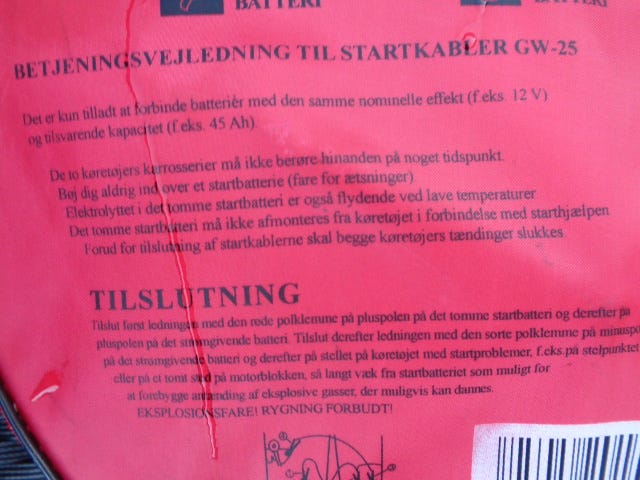 BATTERI BATTERI
BETJENINGSVEJLEDNING TIL STARTKABLER GW-25
Det er kun tilladt at forbinde batterier med den samme nominelle effekt (f.eks. 12 V)
og tilsvarende kapacitet (f.eks. 45 Ah).
De to køretøjers karrosserier må ikke berøre hinanden på noget tidspunkt.
Bøj dig aldrig ind over et startbatterie (fare for ætsninger)
Elektrolyttet i det tomme startbatteri er også flydende ved lave temperaturer
Det tomme startbatteri må ikke afmonteres fra køretøjet i forbindelse med starthjælpen
Forud for tilslutning af startkablerne skal begge køretøjers tændinger slukkes
TILSLUTNING
Tilslut først ledningen med den røde polklemme på pluspolen på det tomme startbatteri og derefter på
pluspolen på det strømgivende batteri. Tilslut derefter ledningen med den sorte polklemme på minuspo
på det strømgivende batteri og derefter på stellet på køretøjet med startproblemer, f.eks.på stelpunktet
eller på et tomt sted på motorblokken, så langt væk fra startbatteriet som muligt for
at forebygge antænding af eksplosive gasser, der muligvis kan dannes.
EKSPLOSIONSFARE! RYGNING FORBUDT!